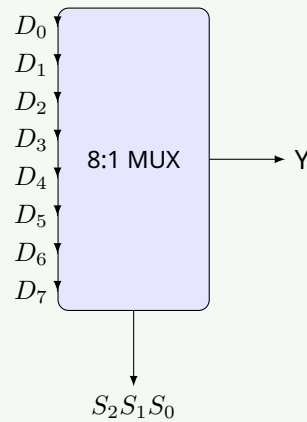 D₀
D₁
D₂
D₃
D₄
D₅
D₆
D₇
8:1 MUX
Y
S₂S₁S₀